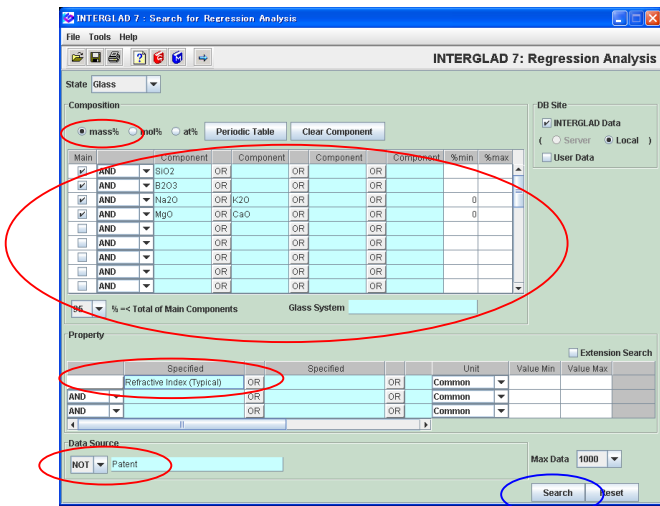 INTERGLAD 7 : Search for Regression Analysis
File Tools Help
INTERGLAD 7: Regression Analysis
State Glass
Composition
mass% mol% at% Periodic Table Clear Component
Main Component Component Component Component %min %max
AND SiO2 OR OR OR
AND B2O3 OR OR OR
AND Na2O OR K2O OR OR 0
AND MgO OR CaO OR OR 0
AND OR OR OR
AND OR OR OR
AND OR OR OR
AND OR OR OR
95 % =< Total of Main Components Glass System
DB Site
INTERGLAD Data
( Server Local )
User Data
Property
Extension Search
Specified Specified Unit Value Min Value Max
Refractive Index (Typical) OR OR Common
AND OR OR Common
AND OR OR Common
Data Source
NOT Patent
Max Data 1000
Search Reset